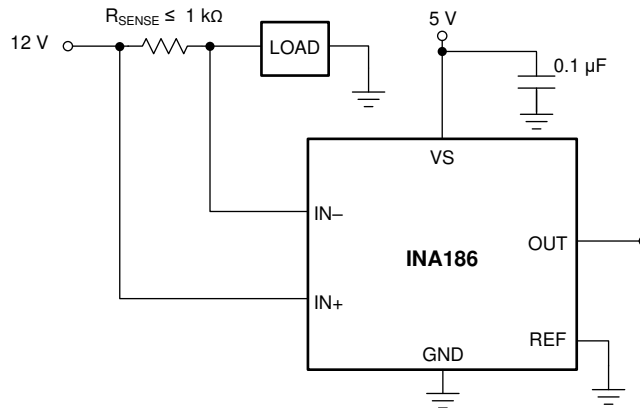 R_SENSE ≤ 1 kΩ
12 V
LOAD
5 V
0.1 µF
VS
IN–
OUT
INA186
IN+
REF
GND